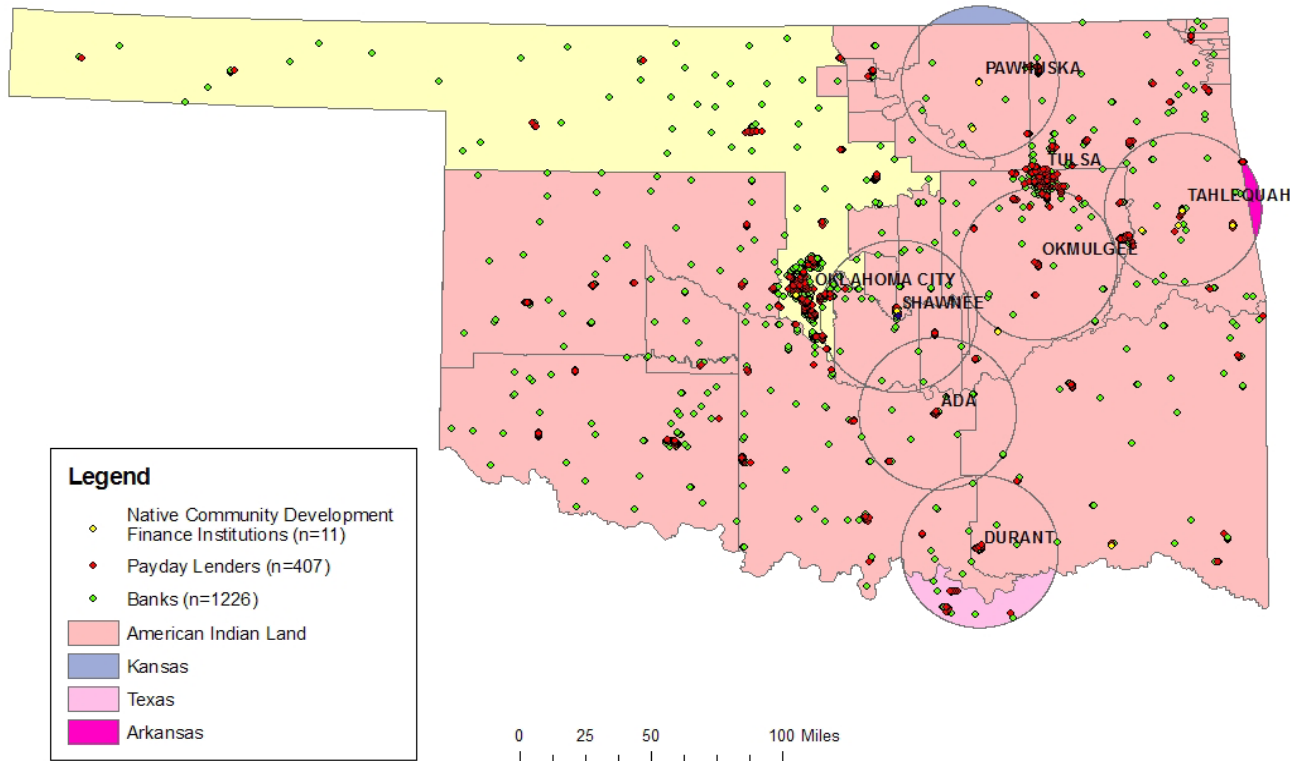 PAWHUSKA
TULSA
TAHLEQUAH
OKMULGEE
OKLAHOMA CITY
SHAWNEE
ADA
DURANT
Legend
Native Community Development
Finance Institutions (n=11)
Payday Lenders (n=407)
Banks (n=1226)
American Indian Land
Kansas
Texas
Arkansas
0 25 50 100 Miles